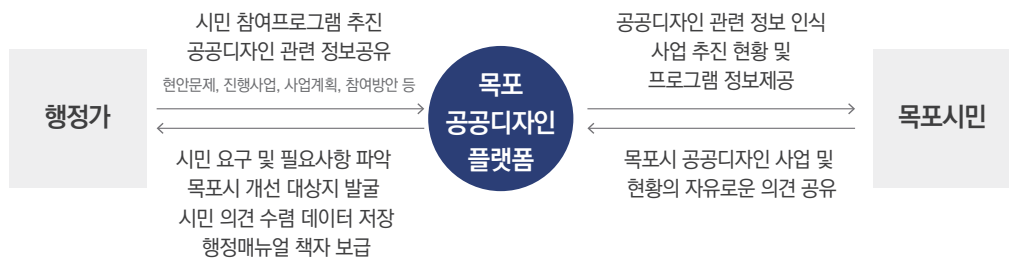 행정가
시민 참여프로그램 추진
공공디자인 관련 정보공유
현안문제, 진행사업, 사업계획, 참여방안 등
시민 요구 및 필요사항 파악
목포시 개선 대상지 발굴
시민 의견 수렴 데이터 저장
행정매뉴얼 책자 보급
목포
공공디자인
플랫폼
공공디자인 관련 정보 인식
사업 추진 현황 및
프로그램 정보제공
목포시 공공디자인 사업 및
현황의 자유로운 의견 공유
목포시민